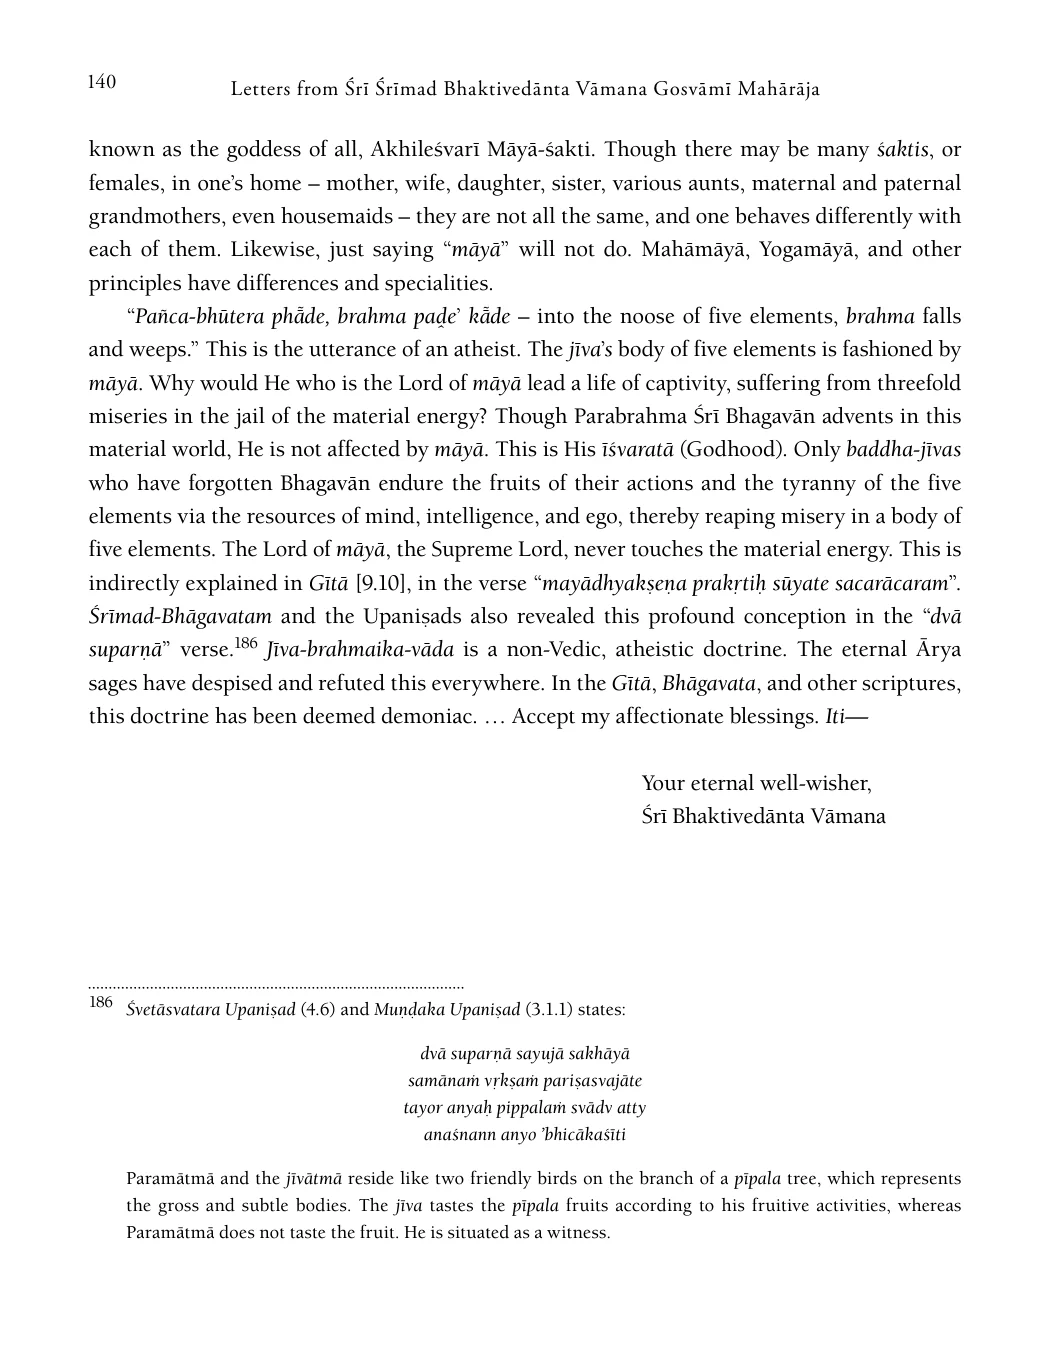 140
Letters from Śrī Śrīmad Bhaktivedānta Vāmana Gosvāmī Mahārāja
known as the goddess of all, Akhileśvarī Māyā-śakti. Though there may be many śaktis, or
females, in one’s home – mother, wife, daughter, sister, various aunts, maternal and paternal
grandmothers, even housemaids – they are not all the same, and one behaves differently with
each of them. Likewise, just saying “māyā” will not do. Mahāmāyā, Yogamāyā, and other
principles have differences and specialities.
“Pañca-bhūtera phā̃de, brahma paḓe’ kā̃de – into the noose of five elements, brahma falls
and weeps.” This is the utterance of an atheist. The jīva’s body of five elements is fashioned by
māyā. Why would He who is the Lord of māyā lead a life of captivity, suffering from threefold
miseries in the jail of the material energy? Though Parabrahma Śrī Bhagavān advents in this
material world, He is not affected by māyā. This is His īśvaratā (Godhood). Only baddha-jīvas
who have forgotten Bhagavān endure the fruits of their actions and the tyranny of the five
elements via the resources of mind, intelligence, and ego, thereby reaping misery in a body of
five elements. The Lord of māyā, the Supreme Lord, never touches the material energy. This is
indirectly explained in Gītā [9.10], in the verse “mayādhyakṣeṇa prakṛtiḥ sūyate sacarācaram”.
Śrīmad-Bhāgavatam and the Upaniṣads also revealed this profound conception in the “dvā
suparṇā” verse.186 Jīva-brahmaika-vāda is a non-Vedic, atheistic doctrine. The eternal Ārya
sages have despised and refuted this everywhere. In the Gītā, Bhāgavata, and other scriptures,
this doctrine has been deemed demoniac. … Accept my affectionate blessings. Iti—
Your eternal well-wisher,
Śrī Bhaktivedānta Vāmana
186 Śvetāsvatara Upaniṣad (4.6) and Muṇḍaka Upaniṣad (3.1.1) states:
dvā suparṇā sayujā sakhāyā
samānaṁ vṛkṣaṁ pariṣasvajāte
tayor anyaḥ pippalaṁ svādv atty
anaśnann anyo ’bhicākaśīti
Paramātmā and the jīvātmā reside like two friendly birds on the branch of a pīpala tree, which represents
the gross and subtle bodies. The jīva tastes the pīpala fruits according to his fruitive activities, whereas
Paramātmā does not taste the fruit. He is situated as a witness.